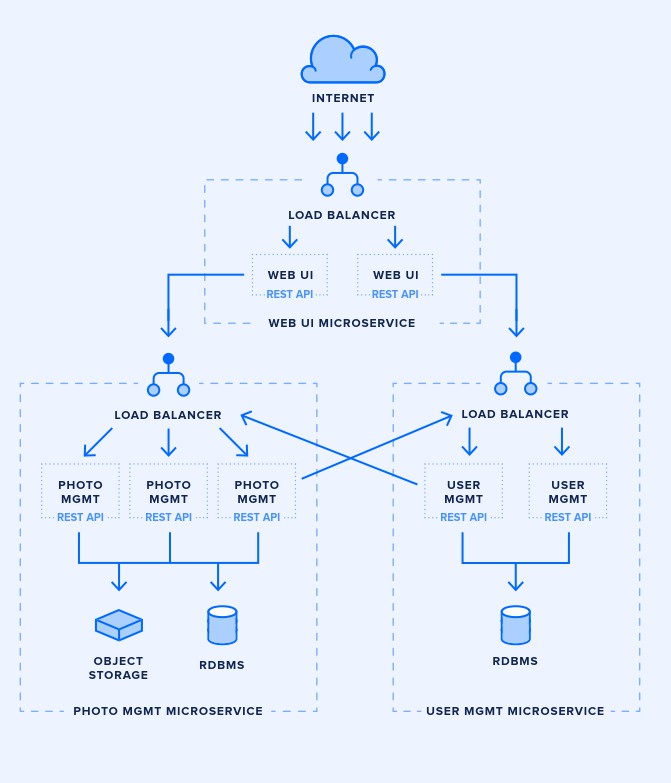 INTERNET
LOAD BALANCER
WEB UI
REST API
WEB UI
REST API
WEB UI MICROSERVICE
LOAD BALANCER
PHOTO
MGMT
REST API
PHOTO
MGMT
REST API
PHOTO
MGMT
REST API
OBJECT
STORAGE
RDBMS
PHOTO MGMT MICROSERVICE
LOAD BALANCER
USER
MGMT
REST API
USER
MGMT
REST API
RDBMS
USER MGMT MICROSERVICE